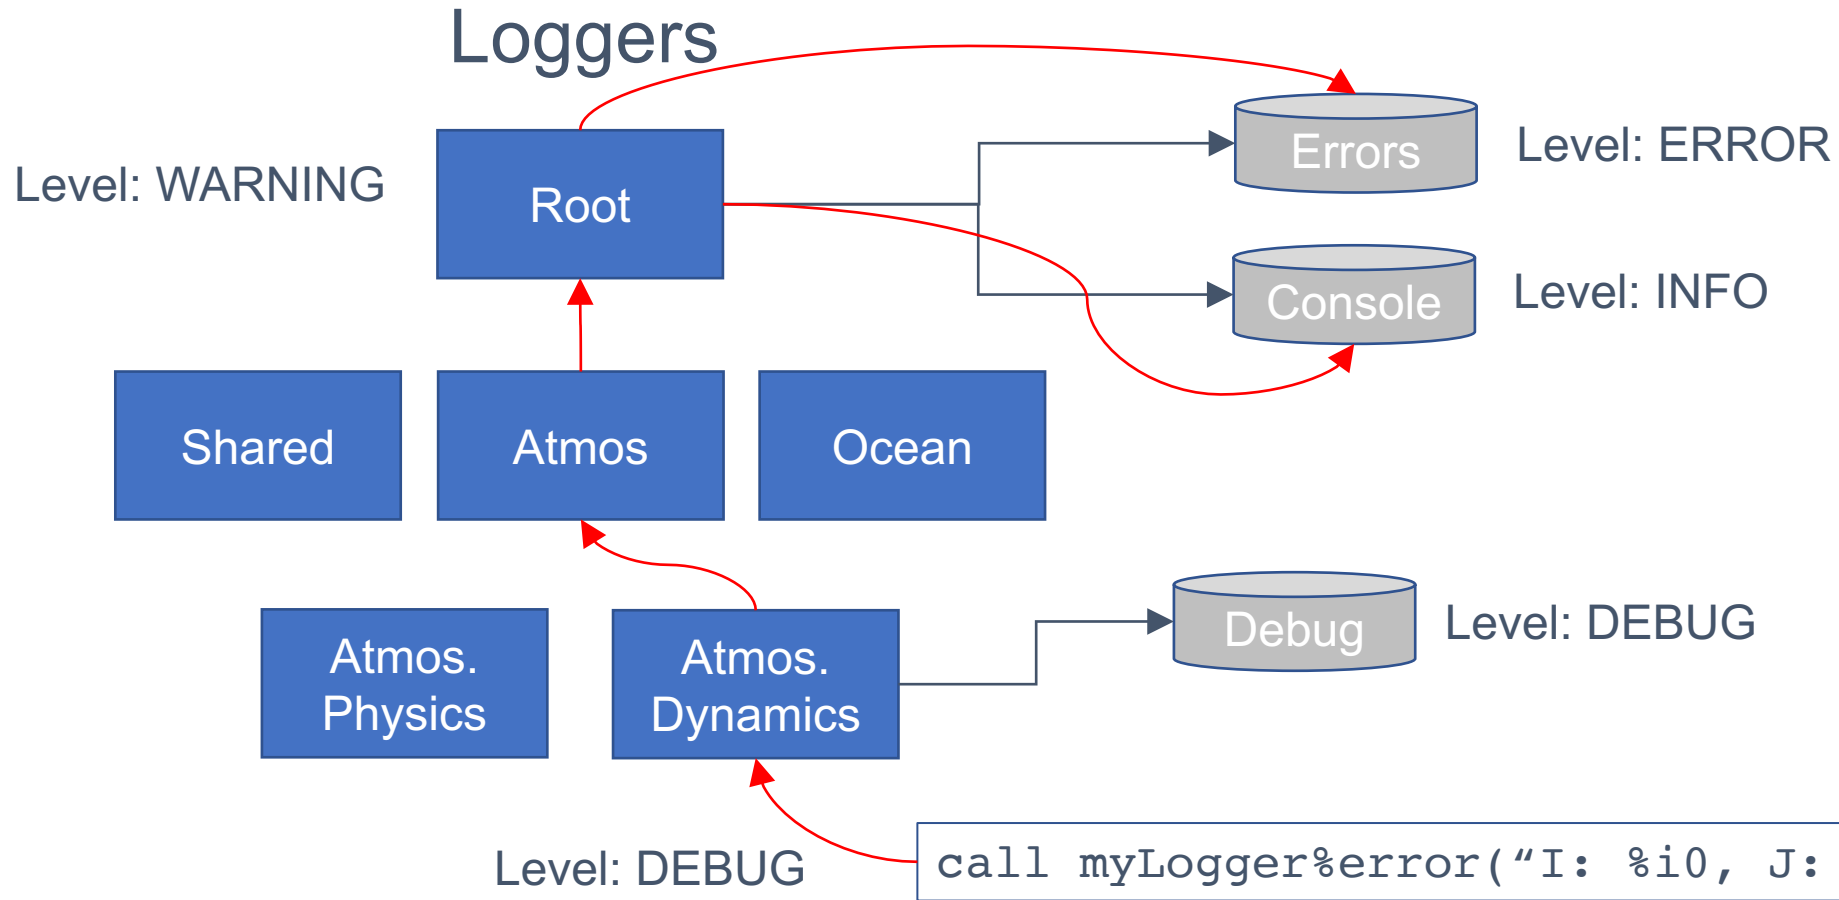 Loggers
Level: WARNING
Root
Errors
Level: ERROR
Console
Level: INFO
Shared
Atmos
Ocean
Atmos.
Physics
Atmos.
Dynamics
Debug
Level: DEBUG
Level: DEBUG
call myLogger%error(“I: %i0, J: